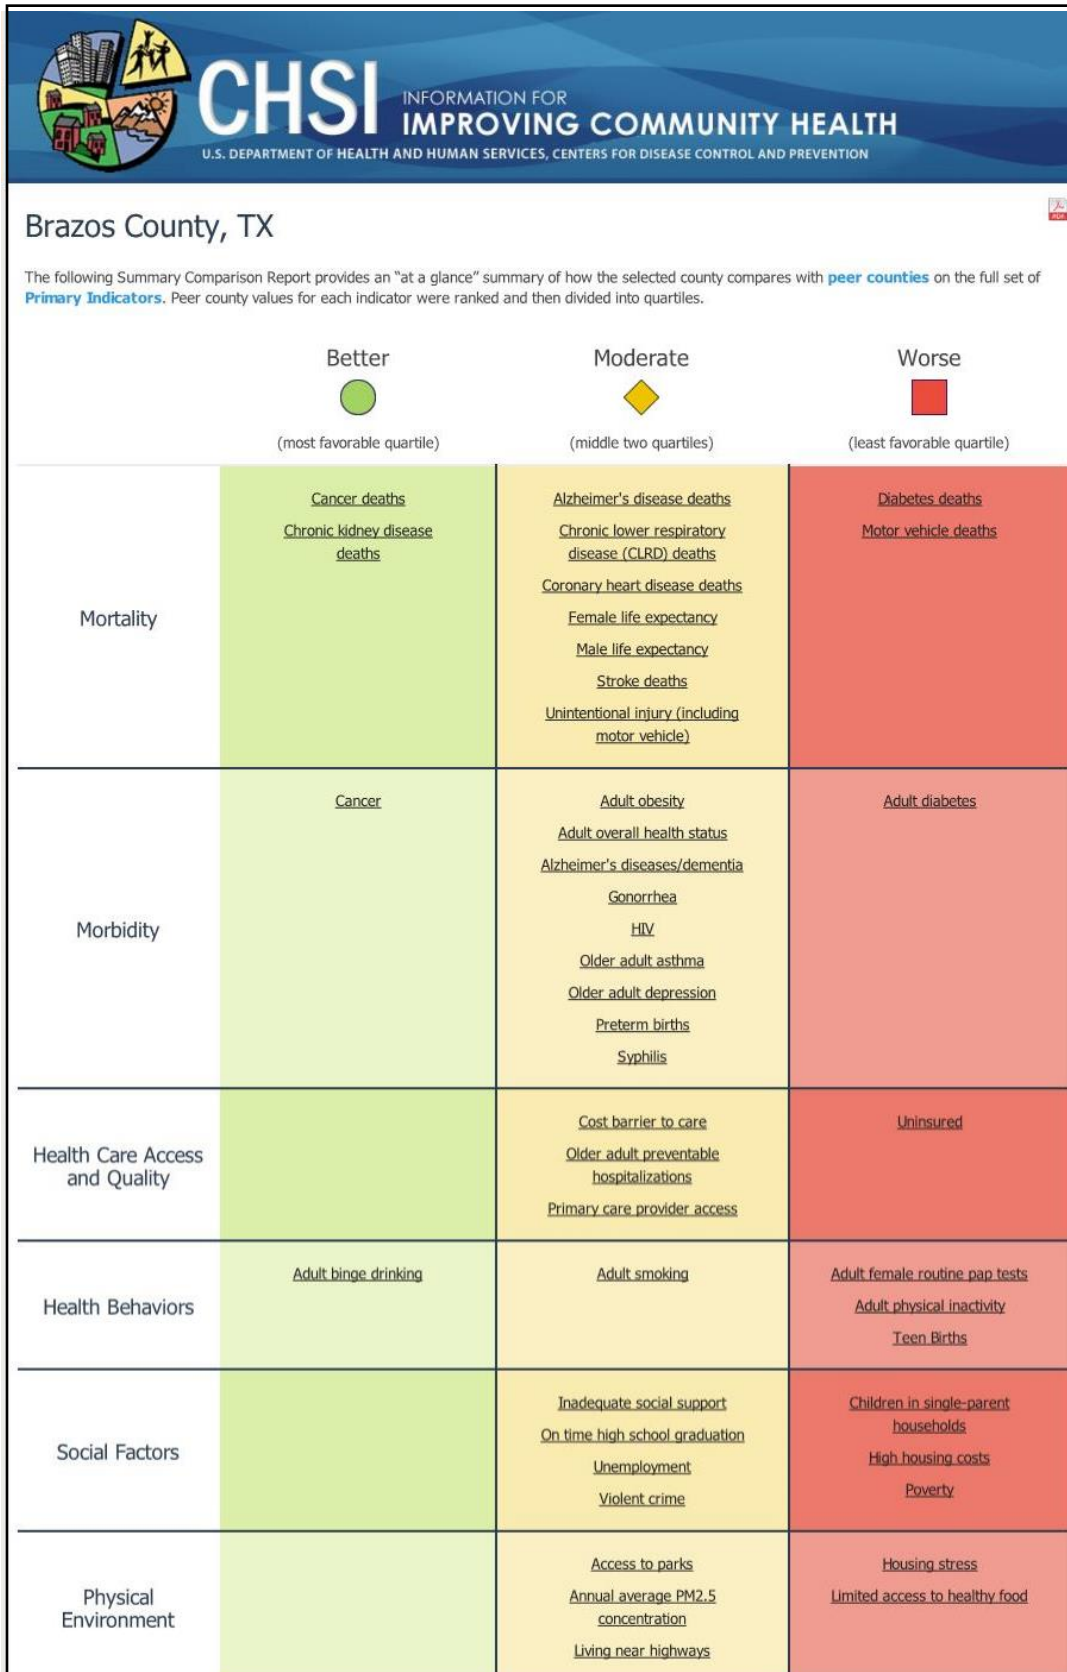 CHSI
INFORMATION FOR
IMPROVING COMMUNITY HEALTH
U.S. DEPARTMENT OF HEALTH AND HUMAN SERVICES, CENTERS FOR DISEASE CONTROL AND PREVENTION
PDF
Brazos County, TX
The following Summary Comparison Report provides an “at a glance” summary of how the selected county compares with peer counties on the full set of
Primary Indicators. Peer county values for each indicator were ranked and then divided into quartiles.
Better
Moderate
Worse
(most favorable quartile)
(middle two quartiles)
(least favorable quartile)
Mortality
Cancer deaths
Chronic kidney disease
deaths
Alzheimer's disease deaths
Chronic lower respiratory
disease (CLRD) deaths
Coronary heart disease deaths
Female life expectancy
Male life expectancy
Stroke deaths
Unintentional injury (including
motor vehicle)
Diabetes deaths
Motor vehicle deaths
Morbidity
Cancer
Adult obesity
Adult overall health status
Alzheimer's diseases/dementia
Gonorrhea
HIV
Older adult asthma
Older adult depression
Preterm births
Syphilis
Adult diabetes
Health Care Access
and Quality
Cost barrier to care
Older adult preventable
hospitalizations
Primary care provider access
Uninsured
Health Behaviors
Adult binge drinking
Adult smoking
Adult female routine pap tests
Adult physical inactivity
Teen Births
Social Factors
Inadequate social support
On time high school graduation
Unemployment
Violent crime
Children in single-parent
households
High housing costs
Poverty
Physical
Environment
Access to parks
Annual average PM2.5
concentration
Living near highways
Housing stress
Limited access to healthy food